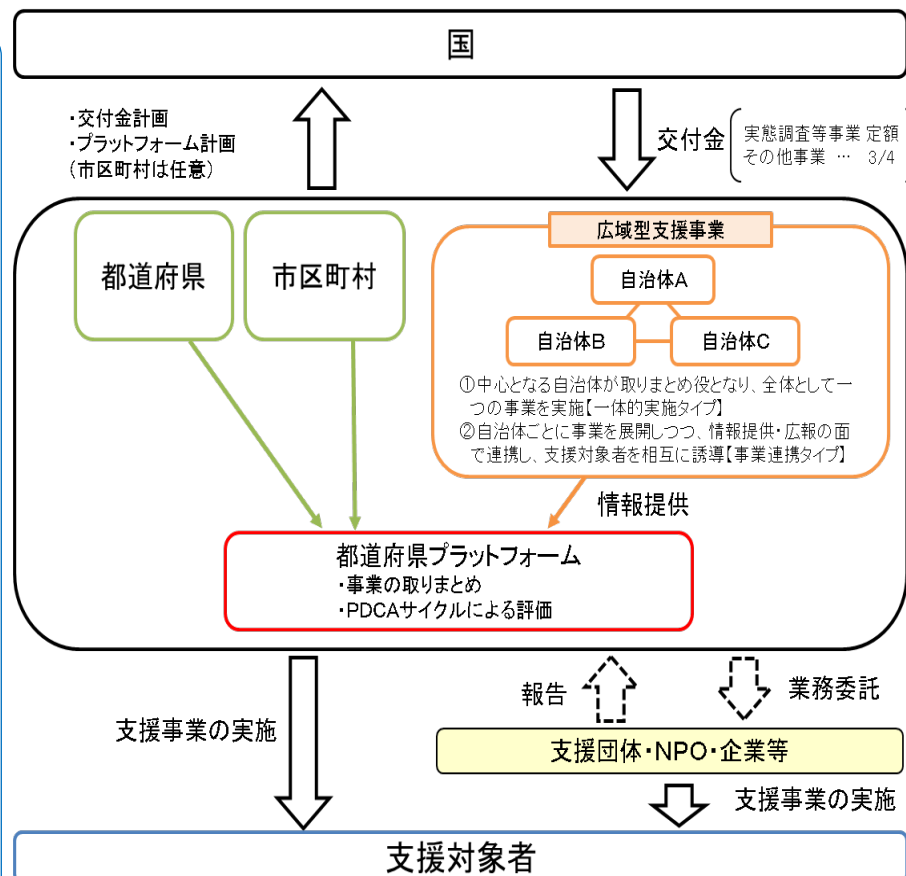 国
・交付金計画
・プラットフォーム計画
(市区町村は任意)
交付金
実態調査等事業 定額
その他事業 … 3/4
都道府県
市区町村
広域型支援事業
自治体A
自治体B
自治体C
①中心となる自治体が取りまとめ役となり、全体として一
つの事業を実施【一体的実施タイプ】
②自治体ごとに事業を展開しつつ、情報提供・広報の面
で連携し、支援対象者を相互に誘導【事業連携タイプ】
情報提供
都道府県プラットフォーム
・事業の取りまとめ
・PDCAサイクルによる評価
報告
業務委託
支援事業の実施
支援団体・NPO・企業等
支援事業の実施
支援対象者